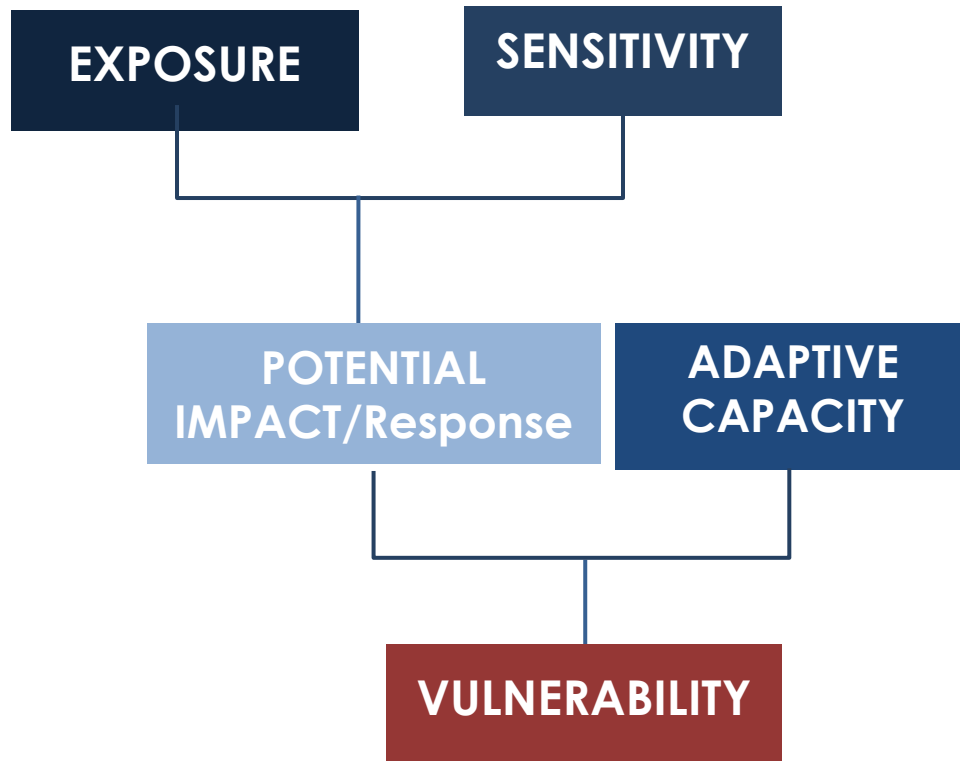 EXPOSURE
SENSITIVITY
POTENTIAL
IMPACT/Response
ADAPTIVE
CAPACITY
VULNERABILITY